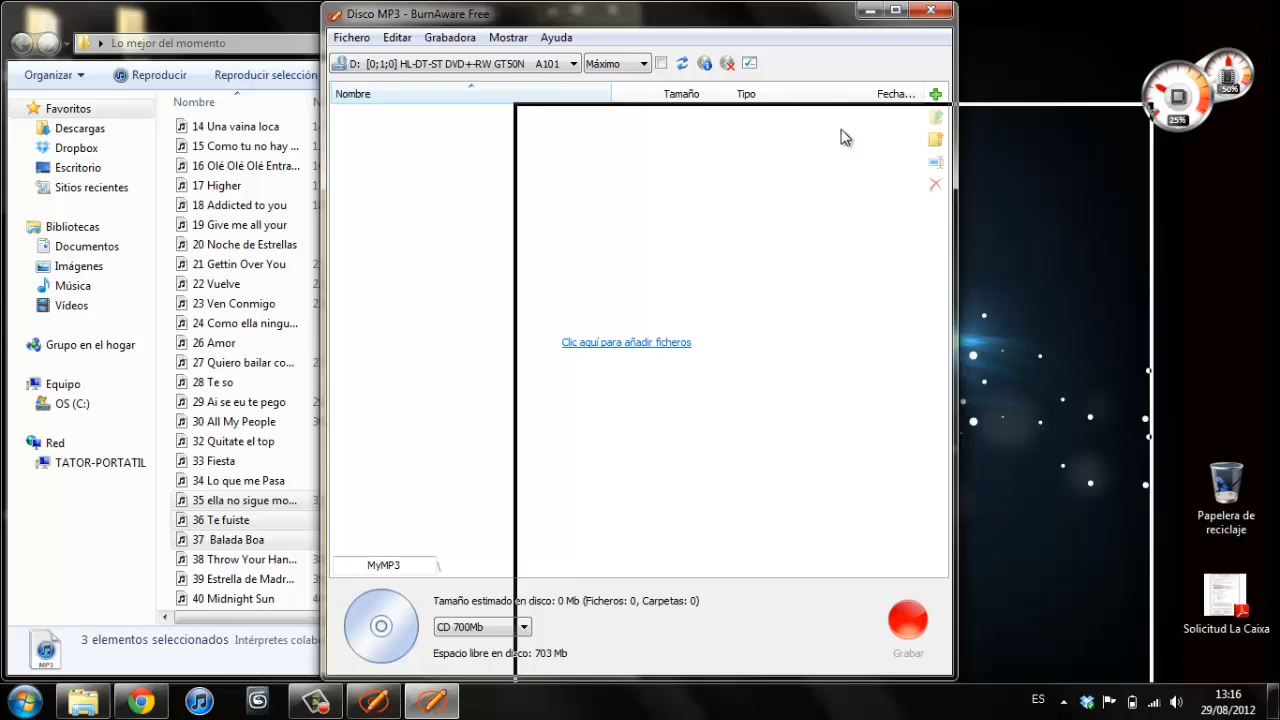 Disco MP3 - BurnAware Free
Lo mejor del momento
Fichero Editar Grabadora Mostrar Ayuda
D: [0;1;0] HL-DT-ST DVD+-RW GT50N A101
Máximo
Organizar Reproducir Reproducir selección
Nombre
Nombre Tamaño Tipo Fecha...
Favoritos
Descargas
Dropbox
Escritorio
Sitios recientes
Bibliotecas
Documentos
Imágenes
Música
Vídeos
Grupo en el hogar
Equipo
OS (C:)
Red
TATOR-PORTATIL
14 Una vaina loca
15 Como tu no hay ...
16 Olé Olé Olé Entra...
17 Higher
18 Addicted to you
19 Give me all your
20 Noche de Estrellas
21 Gettin Over You
22 Vuelve
23 Ven Conmigo
24 Como ella ningu...
26 Amor
27 Quiero bailar co...
28 Te so
29 Ai se eu te pego
30 All My People
32 Quitate el top
33 Fiesta
34 Lo que me Pasa
35 ella no sigue mo...
36 Te fuiste
37 Balada Boa
38 Throw Your Han...
39 Estrella de Madr...
40 Midnight Sun
Clic aquí para añadir ficheros
MyMP3
Tamaño estimado en disco: 0 Mb (Ficheros: 0, Carpetas: 0)
CD 700Mb
Espacio libre en disco: 703 Mb
Grabar
3 elementos seleccionados Intérpretes colab
MP3
25%
50%
Papelera de
reciclaje
Solicitud La Caixa
ES
13:16
29/08/2012